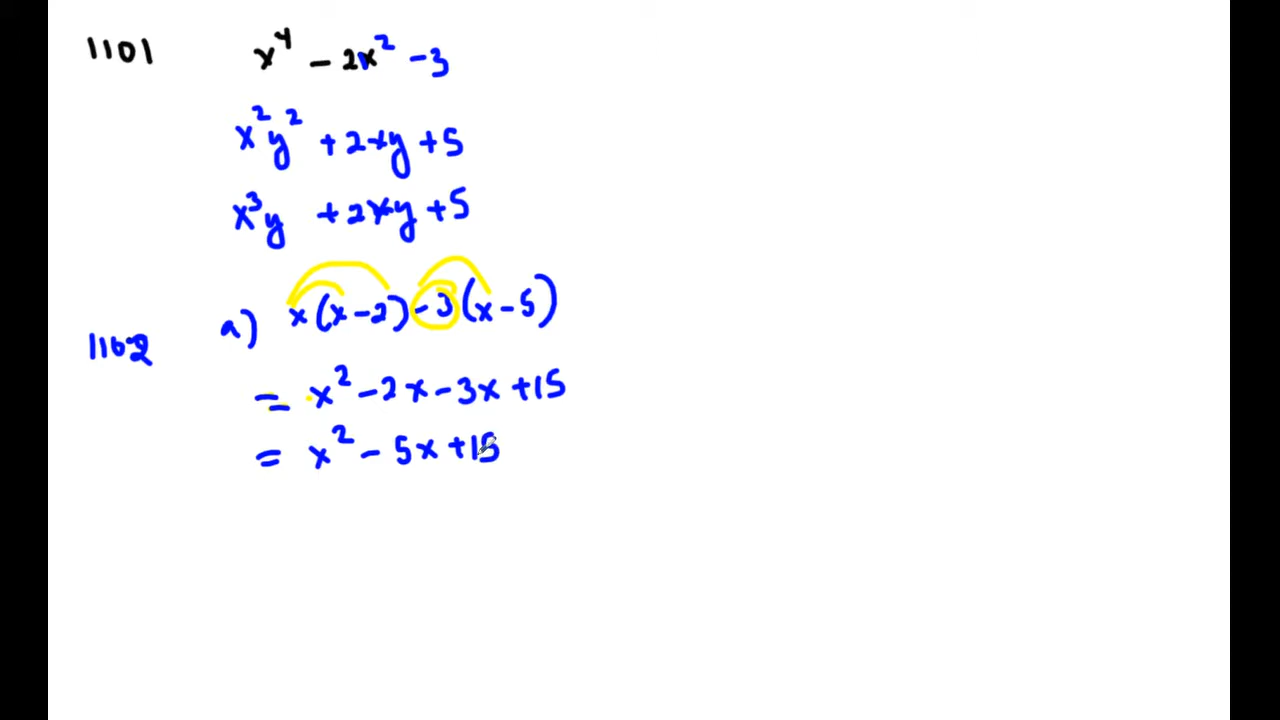 1101 x⁴ - 2x² - 3
x²y² + 2xy + 5
x³y + 2xy + 5
1102 a) x(x-2) - 3(x-5)
= x² - 2x - 3x + 15
= x² - 5x + 15